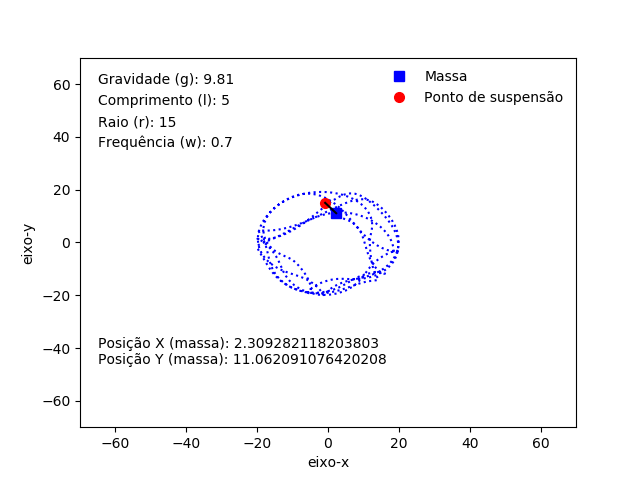 Gravidade (g): 9.81
Comprimento (l): 5
Raio (r): 15
Frequência (w): 0.7
Massa
Ponto de suspensão
Posição X (massa): 2.309282118203803
Posição Y (massa): 11.062091076420208
60
40
20
0
−20
−40
−60
eixo-y
−60
−40
−20
0
20
40
60
eixo-x